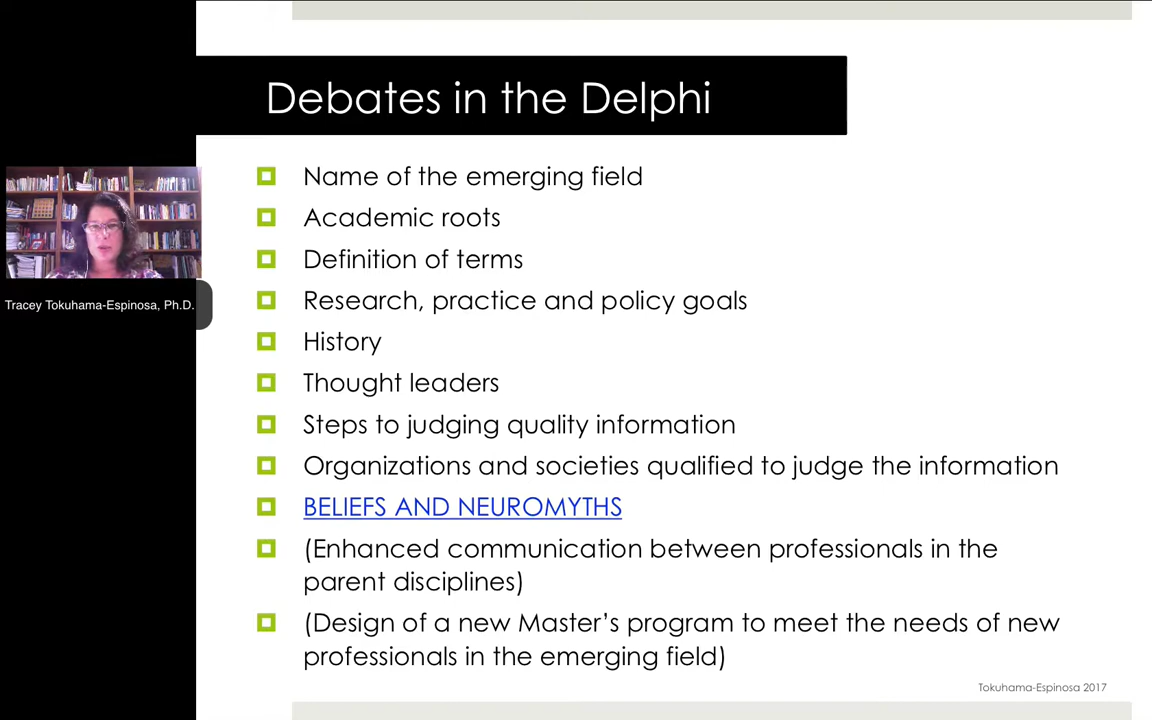 Debates in the Delphi
Name of the emerging field
Academic roots
Definition of terms
Tracey Tokuhama-Espinosa, Ph.D.
Research, practice and policy goals
History
Thought leaders
Steps to judging quality information
Organizations and societies qualified to judge the information
BELIEFS AND NEUROMYTHS
(Enhanced communication between professionals in the
parent disciplines)
(Design of a new Master’s program to meet the needs of new
professionals in the emerging field)
Tokuhama-Espinosa 2017